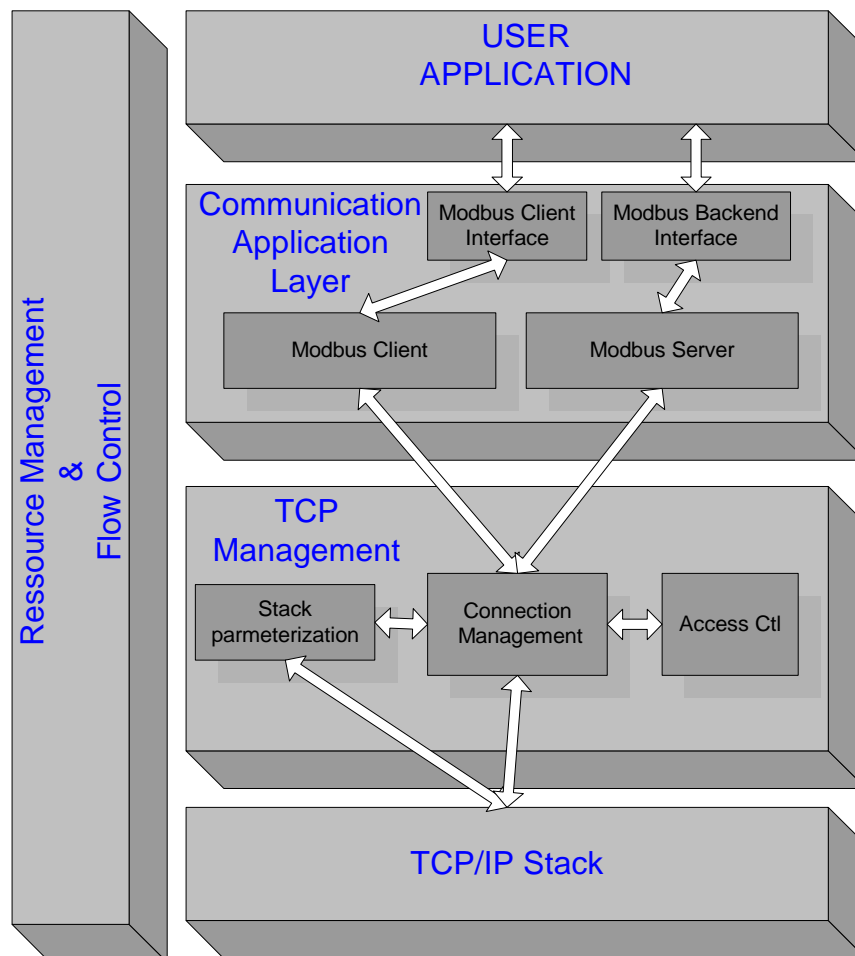 USER
APPLICATION
Communication
Application
Layer
Modbus Client
Interface
Modbus Backend
Interface
Modbus Client
Modbus Server
Ressource Management
&
Flow Control
TCP
Management
Stack
parmeterization
Connection
Management
Access Ctl
TCP/IP Stack